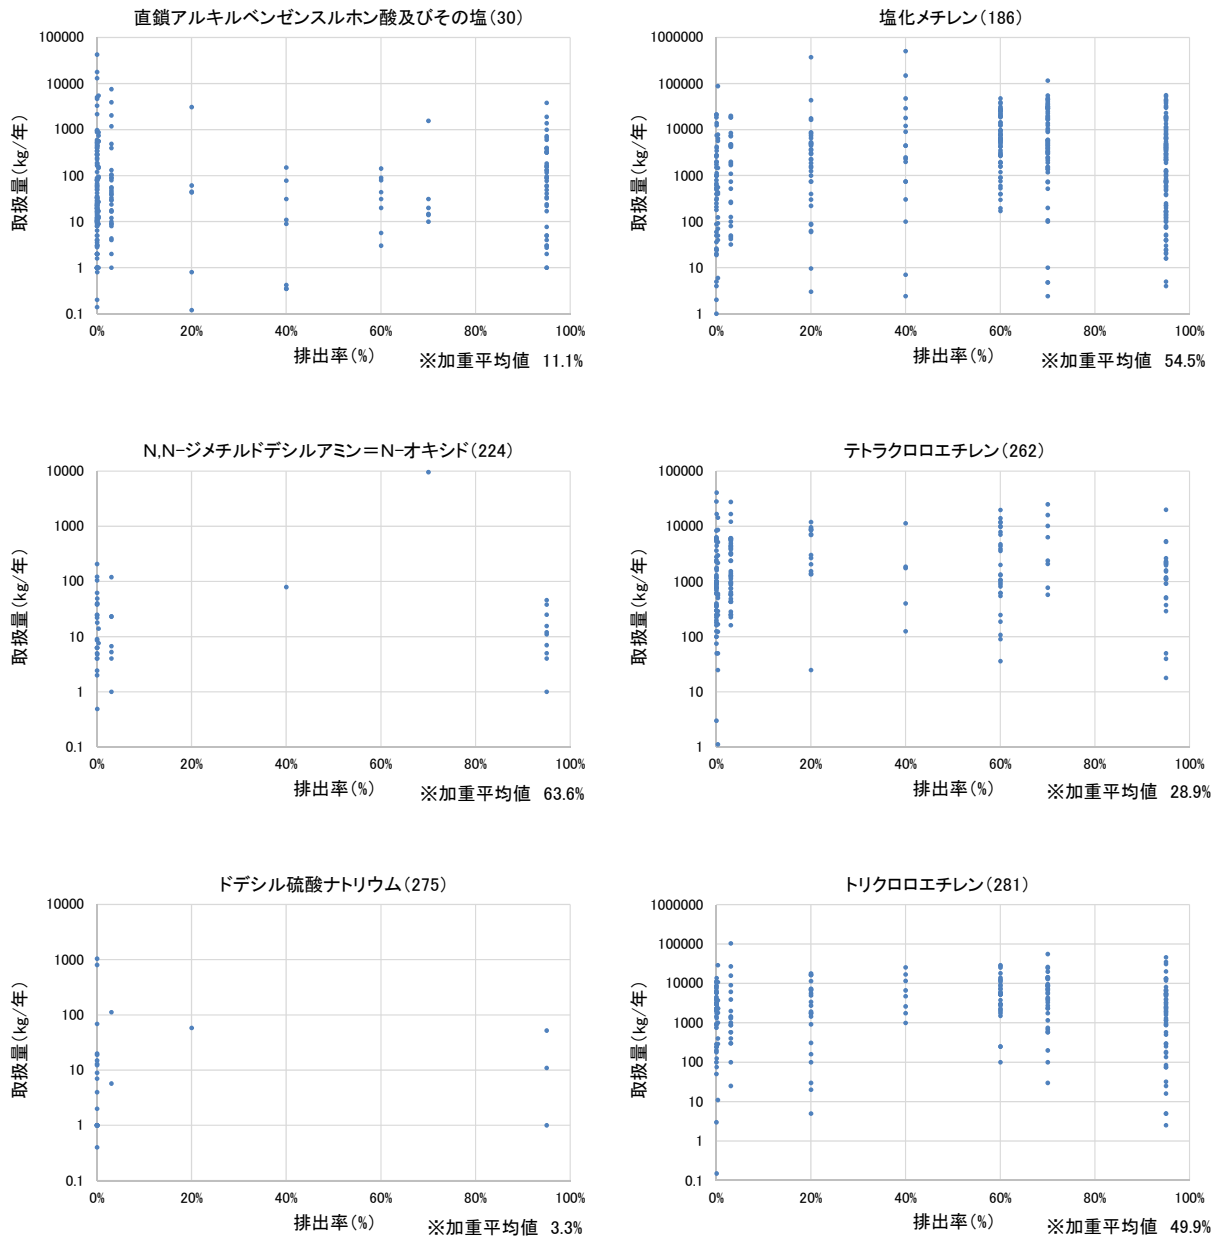 直鎖アルキルベンゼンスルホン酸及びその塩(30)
取扱量(kg/年)
100000
10000
1000
100
10
1
0.1
0% 20% 40% 60% 80% 100%
排出率(%)
※加重平均値 11.1%
塩化メチレン(186)
取扱量(kg/年)
1000000
100000
10000
1000
100
10
1
0% 20% 40% 60% 80% 100%
排出率(%)
※加重平均値 54.5%
N,N-ジメチルドデシルアミン=N-オキシド(224)
取扱量(kg/年)
10000
1000
100
10
1
0.1
0% 20% 40% 60% 80% 100%
排出率(%)
※加重平均値 63.6%
テトラクロロエチレン(262)
取扱量(kg/年)
100000
10000
1000
100
10
1
0% 20% 40% 60% 80% 100%
排出率(%)
※加重平均値 28.9%
ドデシル硫酸ナトリウム(275)
取扱量(kg/年)
10000
1000
100
10
1
0.1
0% 20% 40% 60% 80% 100%
排出率(%)
※加重平均値 3.3%
トリクロロエチレン(281)
取扱量(kg/年)
1000000
100000
10000
1000
100
10
1
0.1
0% 20% 40% 60% 80% 100%
排出率(%)
※加重平均値 49.9%